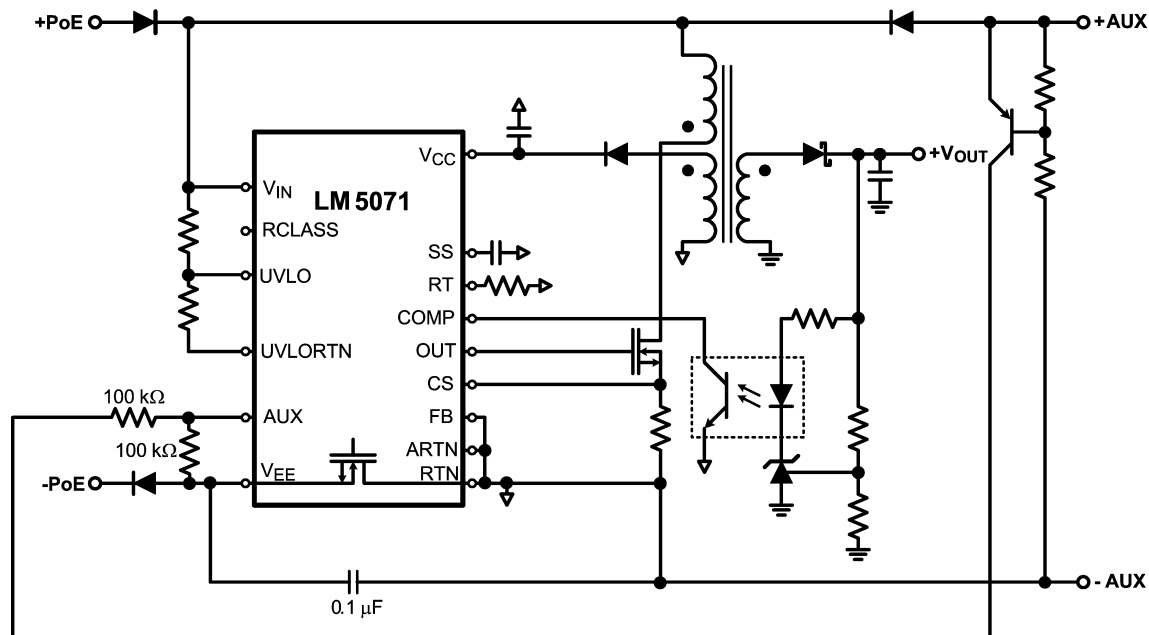 +PoE
+AUX
VCC
+VOUT
VIN
LM5071
RCLASS
SS
UVLO
RT
COMP
UVLORTN
OUT
CS
100 kΩ
AUX
FB
100 kΩ
ARTN
VEE
RTN
-PoE
0.1 µF
- AUX